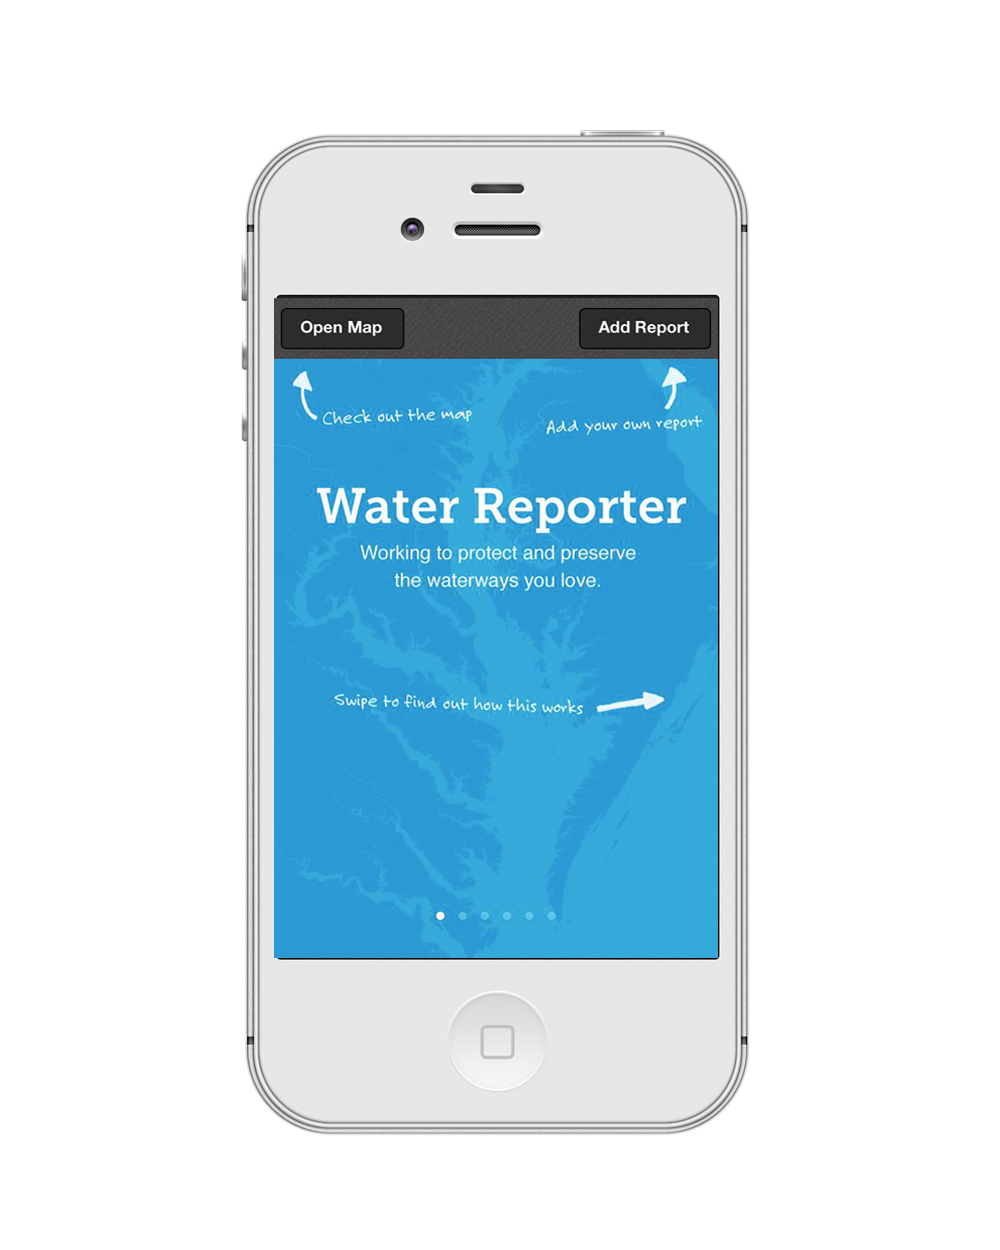 Open Map
Add Report
Check out the map
Add your own report
Water Reporter
Working to protect and preserve
the waterways you love.
Swipe to find out how this works